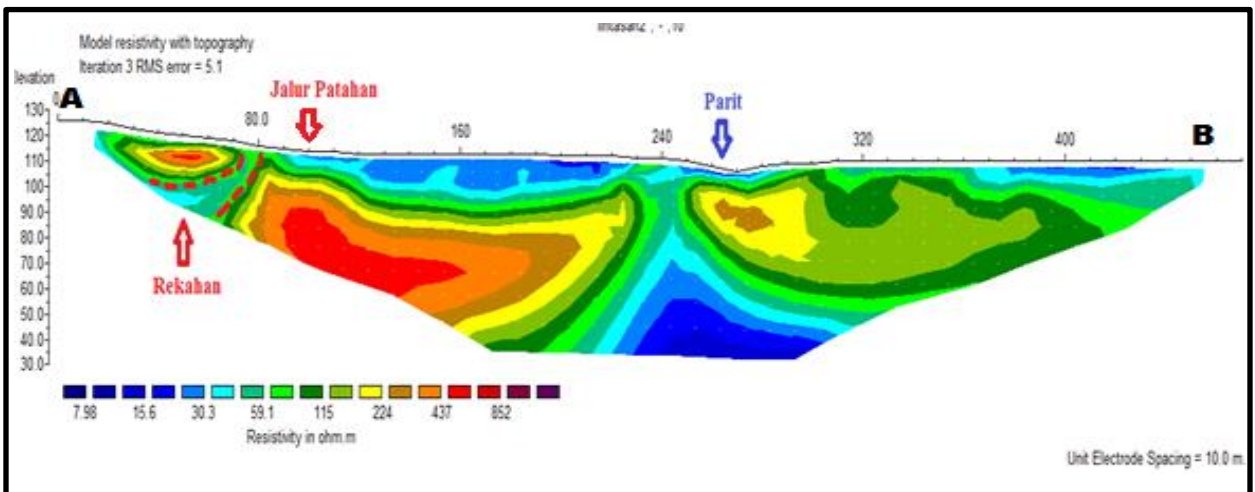 Model resistivity with topography
Iteration 3 RMS error = 5.1
levation
0
A
Jalur Patahan
Parit
B
80.0
160
240
320
400
130
120
110
100
90.0
80.0
70.0
60.0
50.0
40.0
30.0
Rekahan
7.98 15.6 30.3 59.1 115 224 437 852
Resistivity in ohm.m
Unit Electrode Spacing = 10.0 m.